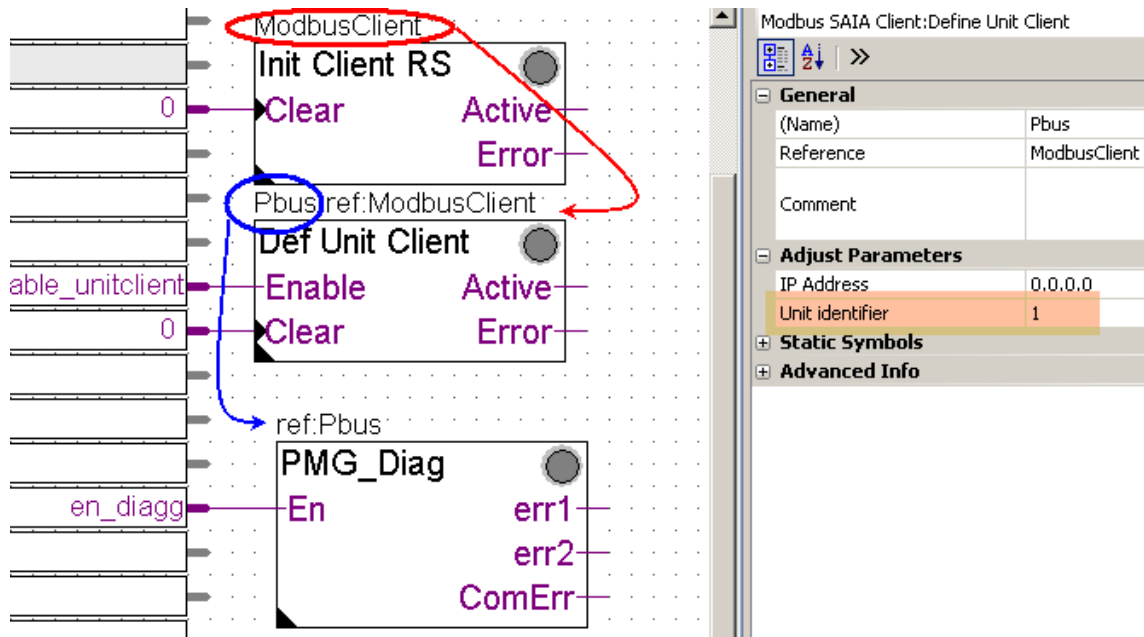 ModbusClient
Init Client RS
0 Clear Active
Error
Pbus ref:ModbusClient
Def Unit Client
able_unitclient Enable Active
0 Clear Error
ref:Pbus
PMG_Diag
en_diagg En err1
err2
ComErr
Modbus SAIA Client:Define Unit Client
General
(Name) Pbus
Reference ModbusClient
Comment
Adjust Parameters
IP Address 0.0.0.0
Unit identifier 1
Static Symbols
Advanced Info